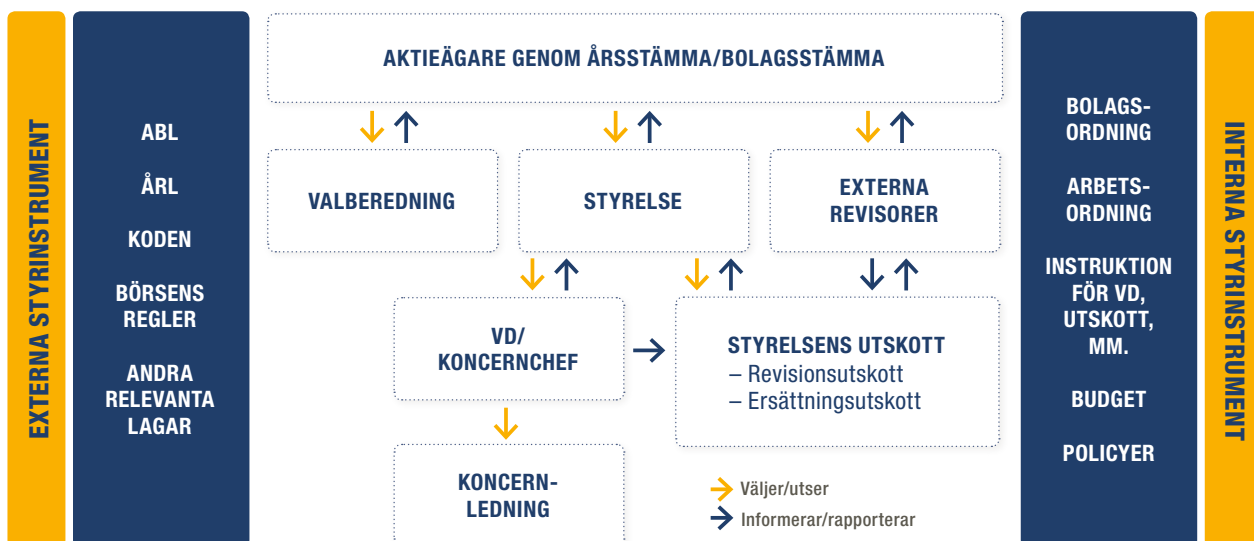 EXTERNA STYRINSTRUMENT
ABL
ÅRL
KODEN
BÖRSENS
REGLER
ANDRA
RELEVANTA
LAGAR
AKTIEÄGARE GENOM ÅRSSTÄMMA/BOLAGSSTÄMMA
VALBEREDNING
STYRELSE
EXTERNA
REVISORER
VD/
KONCERNCHEF
STYRELSENS UTSKOTT
– Revisionsutskott
– Ersättningsutskott
KONCERN-
LEDNING
Väljer/utser
Informerar/rapporterar
BOLAGS-
ORDNING
ARBETS-
ORDNING
INSTRUKTION
FÖR VD,
UTSKOTT,
MM.
BUDGET
POLICYER
INTERNA STYRINSTRUMENT